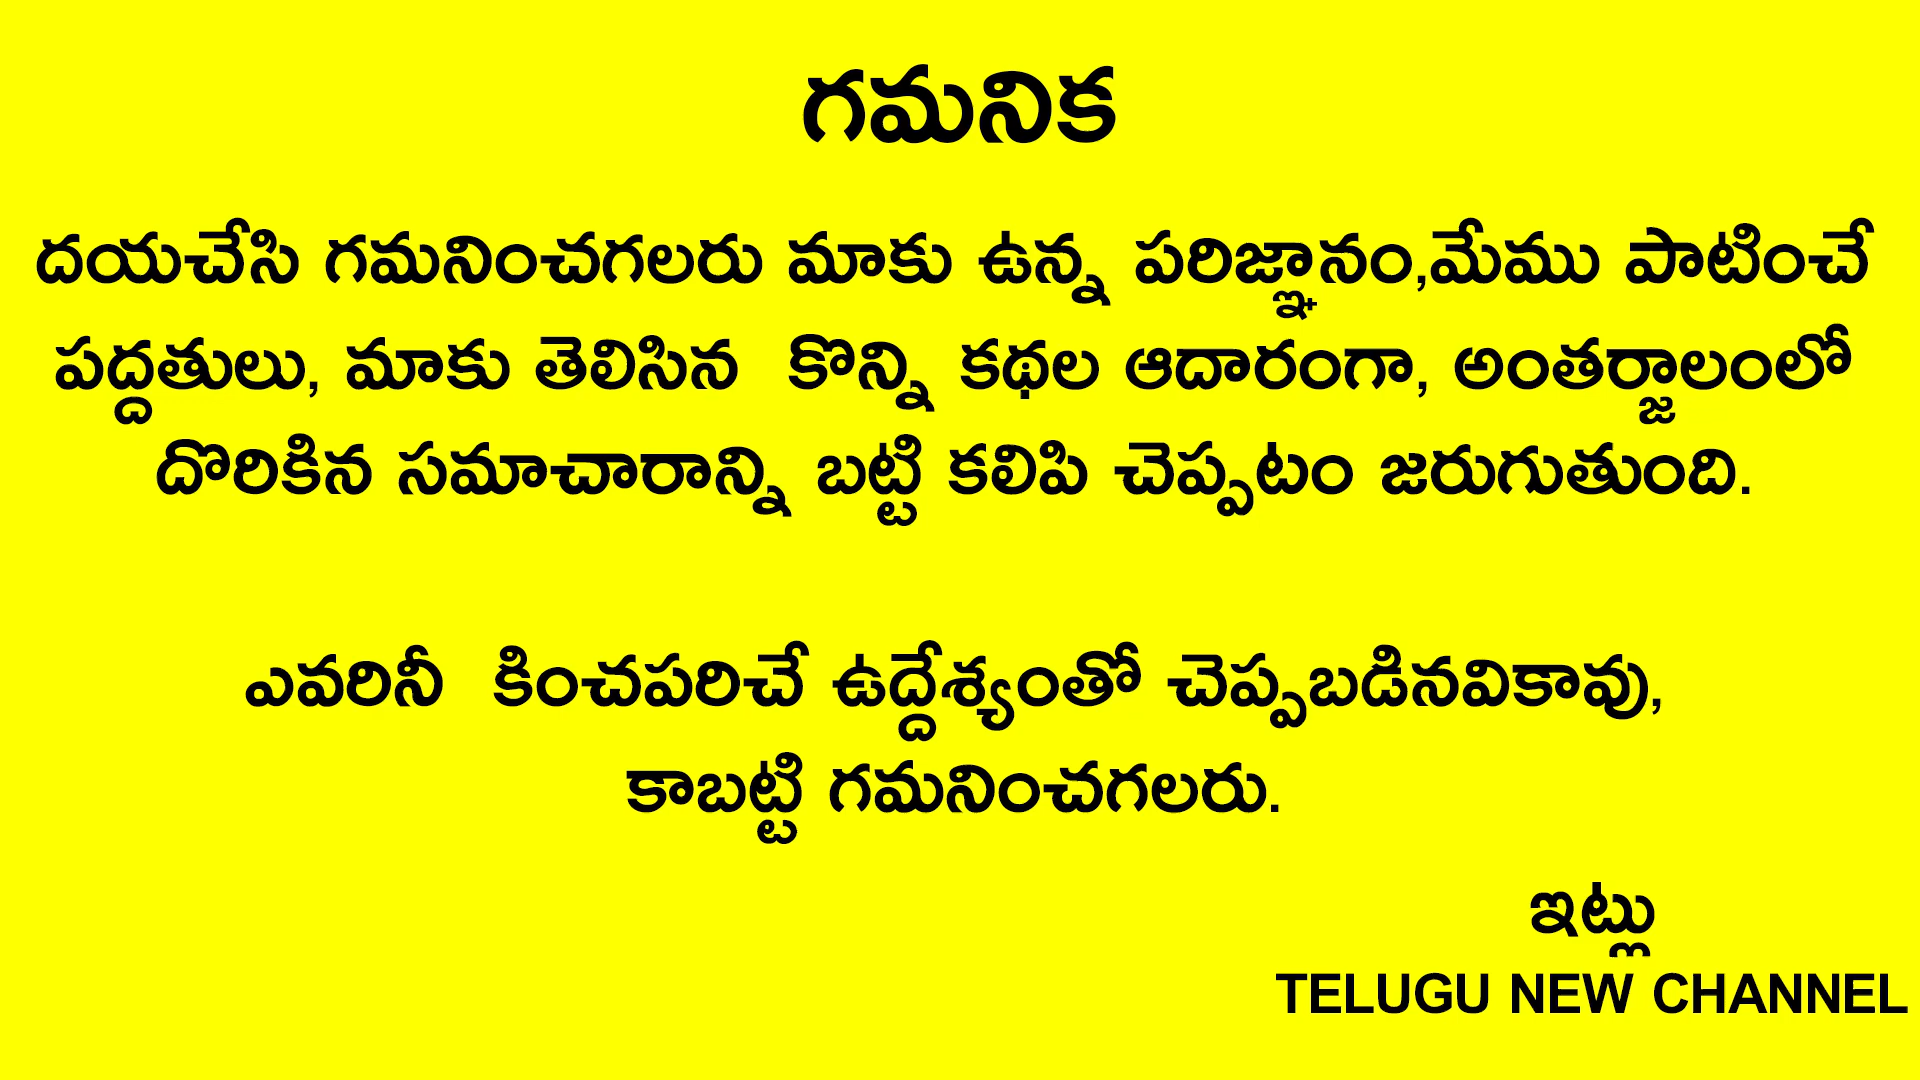 గమనిక
దయచేసి గమనించగలరు మాకు ఉన్న పరిజ్ఞానం,మేము పాటించే
పద్దతులు, మాకు తెలిసిన కొన్ని కథల ఆదారంగా, అంతర్జాలంలో
దొరికిన సమాచారాన్ని బట్టి కలిపి చెప్పటం జరుగుతుంది.
ఎవరినీ కించపరిచే ఉద్దేశ్యంతో చెప్పబడినవికావు,
కాబట్టి గమనించగలరు.
ఇట్లు
TELUGU NEW CHANNEL